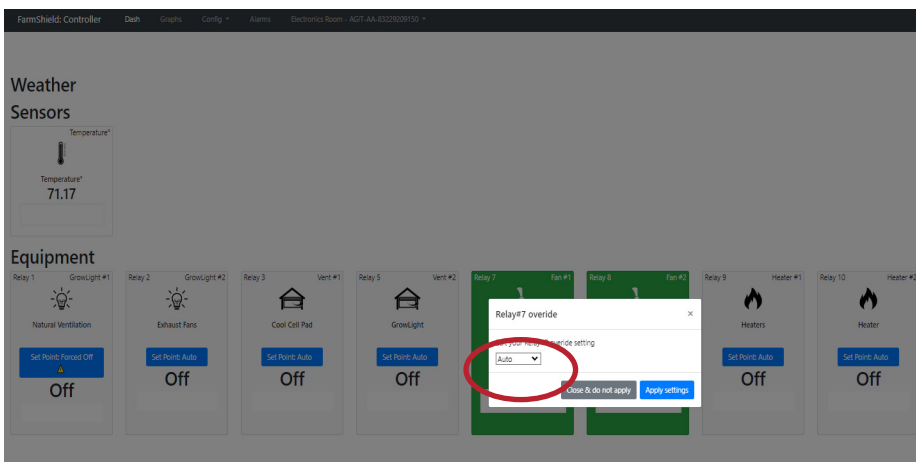 FarmShield: Controller Dash Graphs Config Alarms Electronics Room - AGIT-AA-83229209150
Weather
Sensors
Temperature*
Temperature*
71.17
Equipment
Relay 1 GrowLight #1 Relay 2 GrowLight #2 Relay 3 Vent #1 Relay 5 Vent #2 Relay 7 Fan #1 Relay 8 Fan #2 Relay 9 Heater #1 Relay 10 Heater #2
Relay#7 overide ×
Natural Ventilation Exhaust Fans Cool Cell Pad GrowLight Heaters Heater
your overide setting
Set Point: Forced Off Set Point: Auto Set Point: Auto Set Point: Auto Auto Set Point: Auto Set Point: Auto
Off Off Off Off Off Off
Close & do not apply Apply settings